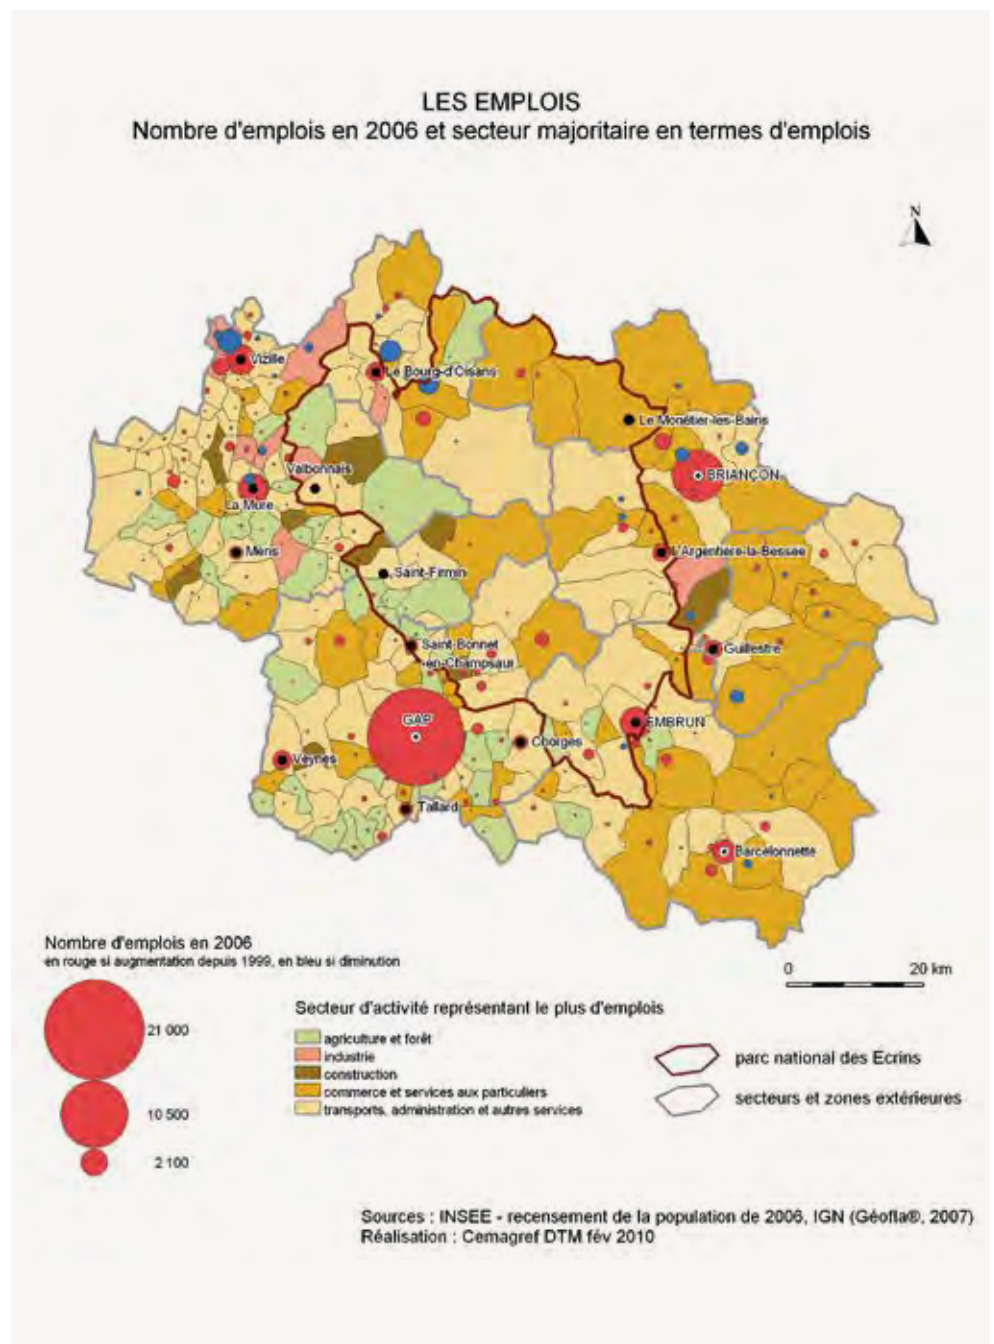 LES EMPLOIS
Nombre d'emplois en 2006 et secteur majoritaire en termes d'emplois
N
Vizille
Le Bourg-d'Oisans
Le Monêtier-les-Bains
BRIANÇON
Valbonnais
La Mure
Mens
L'Argentière-la-Bessée
Saint-Firmin
Saint-Bonnet
-en-Champsaur
Guillestre
GAP
EMBRUN
Chorges
Veynes
Tallard
Barcelonnette
Nombre d'emplois en 2006
en rouge si augmentation depuis 1999, en bleu si diminution
21 000
10 500
2 100
0 20 km
Secteur d'activité représentant le plus d'emplois
agriculture et forêt
industrie
construction
commerce et services aux particuliers
transports, administration et autres services
parc national des Ecrins
secteurs et zones extérieures
Sources : INSEE - recensement de la population de 2006, IGN (Géofla®, 2007)
Réalisation : Cemagref DTM fév 2010